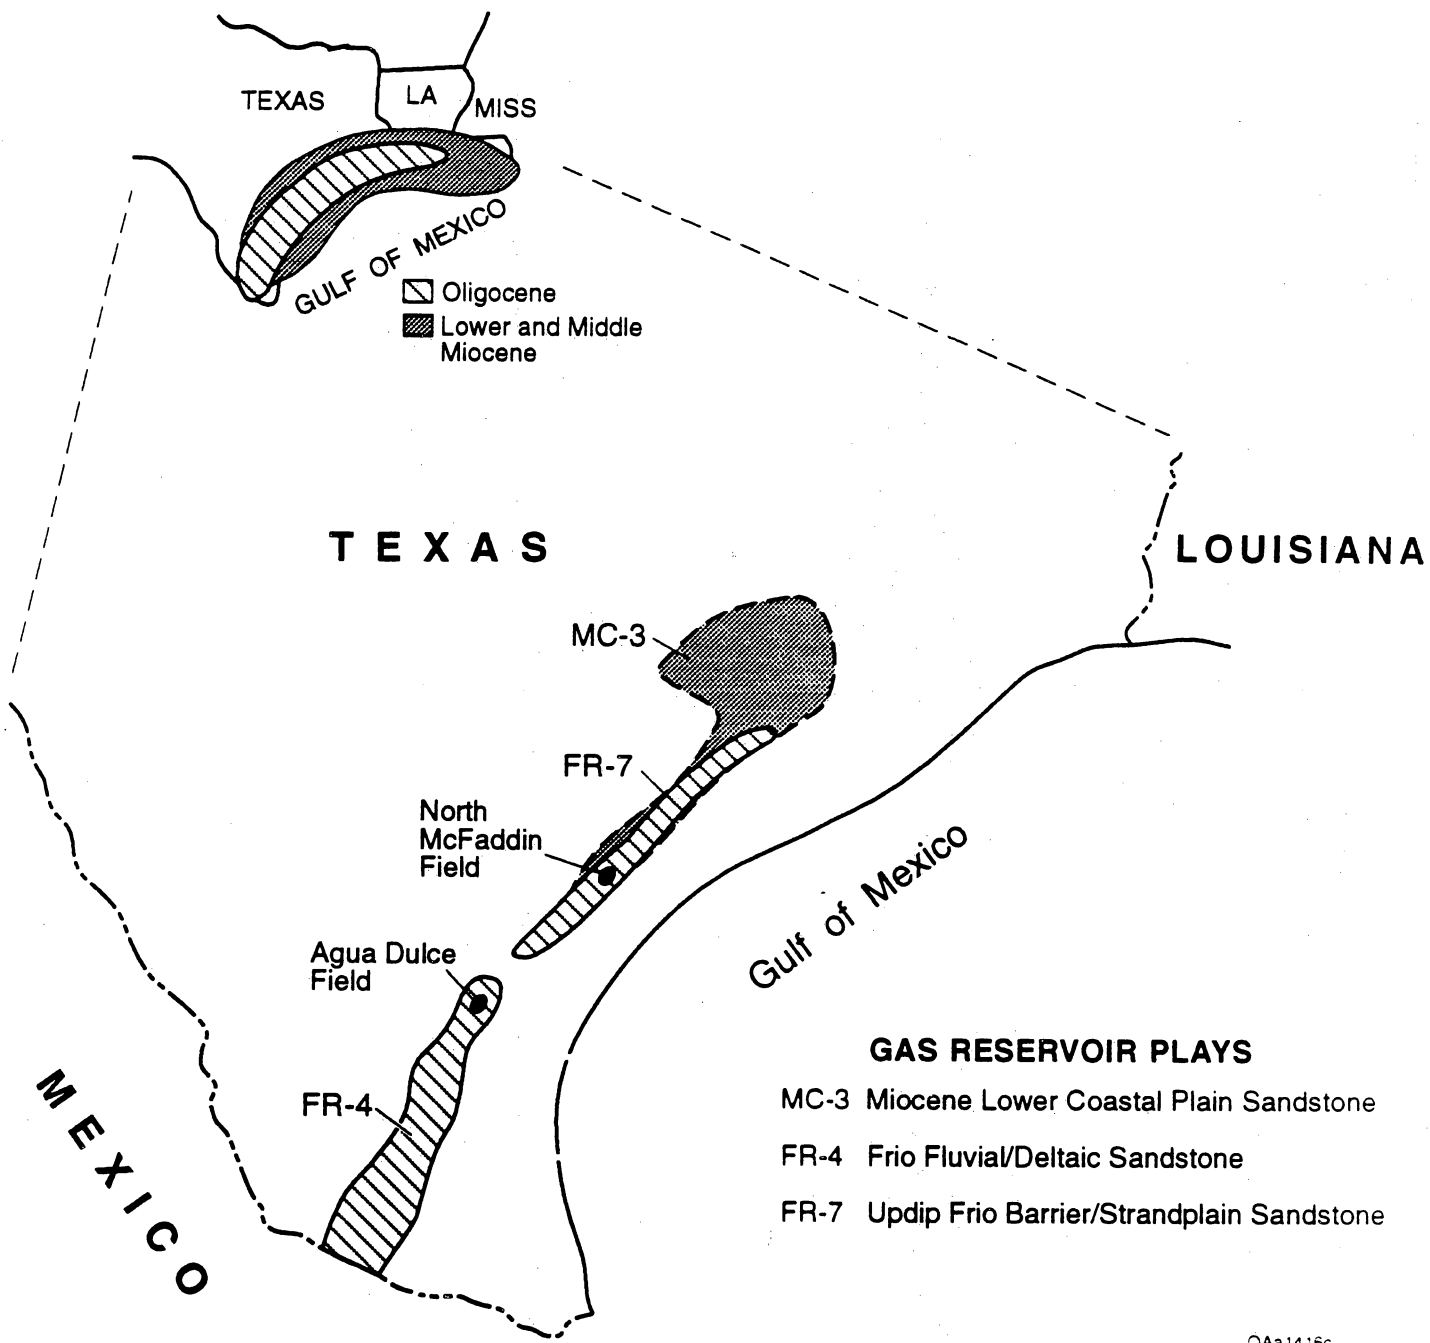 TEXAS
LA
MISS
GULF OF MEXICO
Oligocene
Lower and Middle
Miocene
TEXAS
LOUISIANA
MC-3
FR-7
North
McFaddin
Field
Gulf of Mexico
Agua Dulce
Field
FR-4
MEXICO
GAS RESERVOIR PLAYS
MC-3 Miocene Lower Coastal Plain Sandstone
FR-4 Frio Fluvial/Deltaic Sandstone
FR-7 Updip Frio Barrier/Strandplain Sandstone